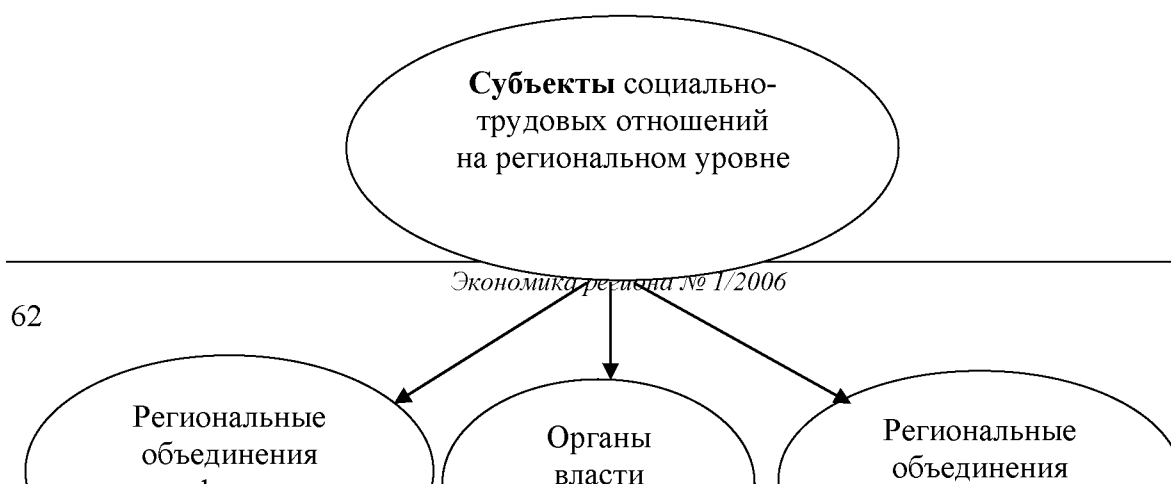 Субъекты социально-
трудовых отношений
на региональном уровне
Экономика региона № 1/2006
62
Региональные
объединения
Органы
власти
Региональные
объединения